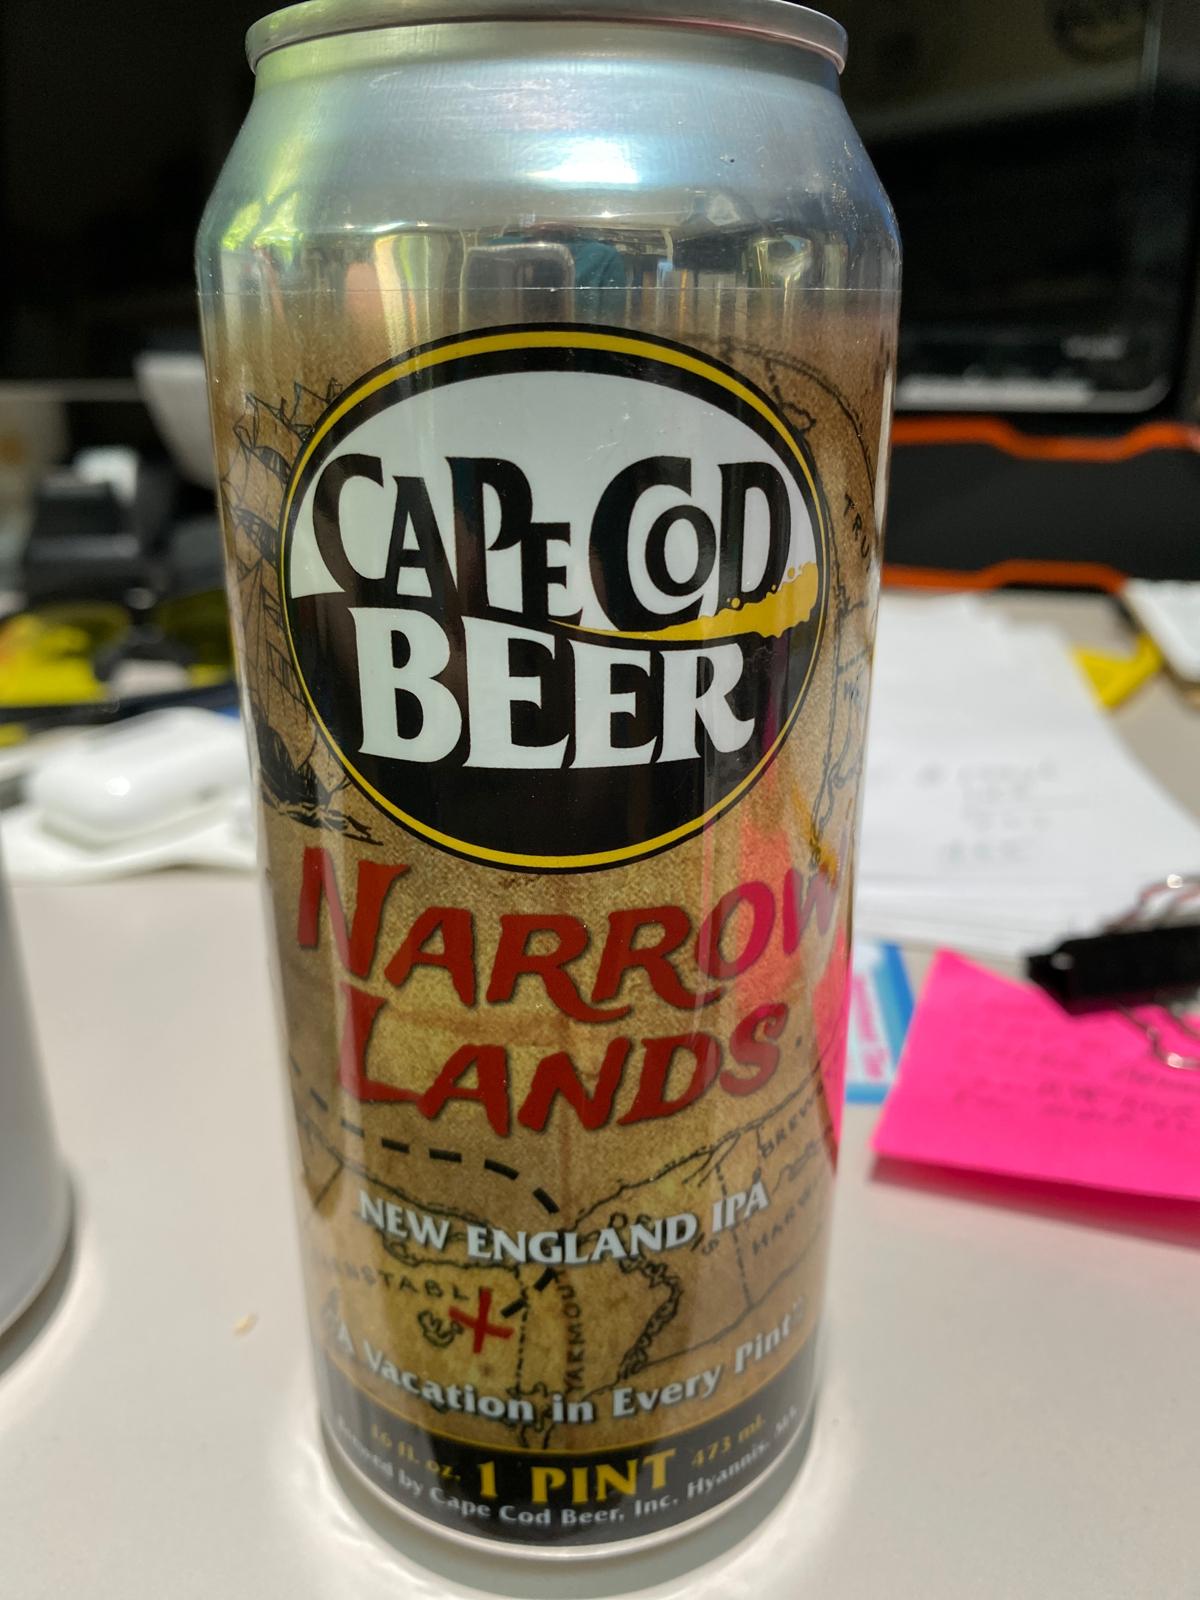 CAPE COD
BEER
NARROW
LANDS
NEW ENGLAND IPA
YARMOU
"A Vacation in Every Pint"
16 fl. oz. 1 PINT 473 mL
by Cape Cod Beer, Inc. Hyannis, MA